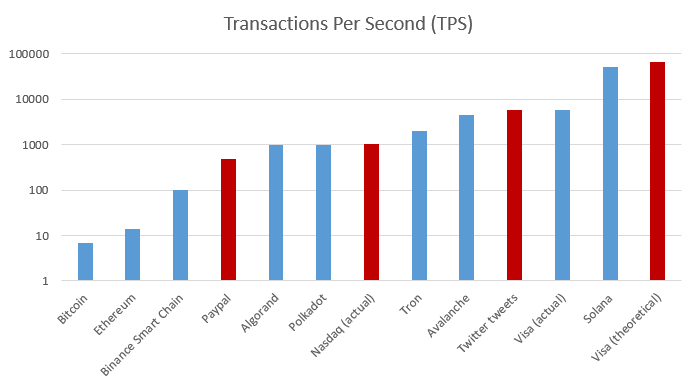 Transactions Per Second (TPS)
100000
10000
1000
100
10
1
Bitcoin
Ethereum
Binance Smart Chain
Paypal
Algorand
Polkadot
Nasdaq (actual)
Tron
Avalanche
Twitter tweets
Visa (actual)
Solana
Visa (theoretical)